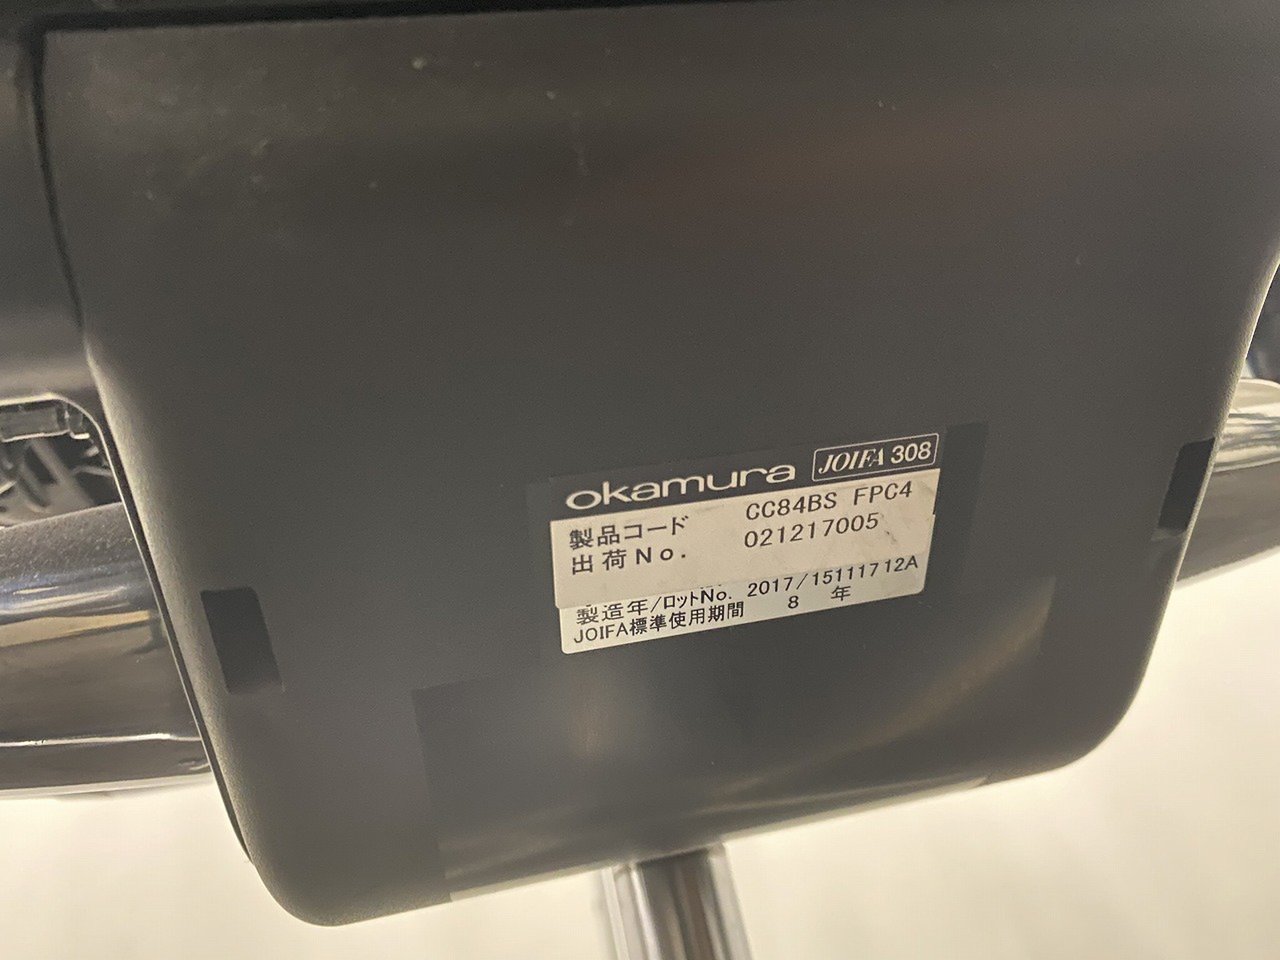 okamura JOIFA 308
製品コード CC84BS FPC4
出荷No. 021217005
製造年/ロットNo. 2017/15111712A
JOIFA標準使用期間 8 年